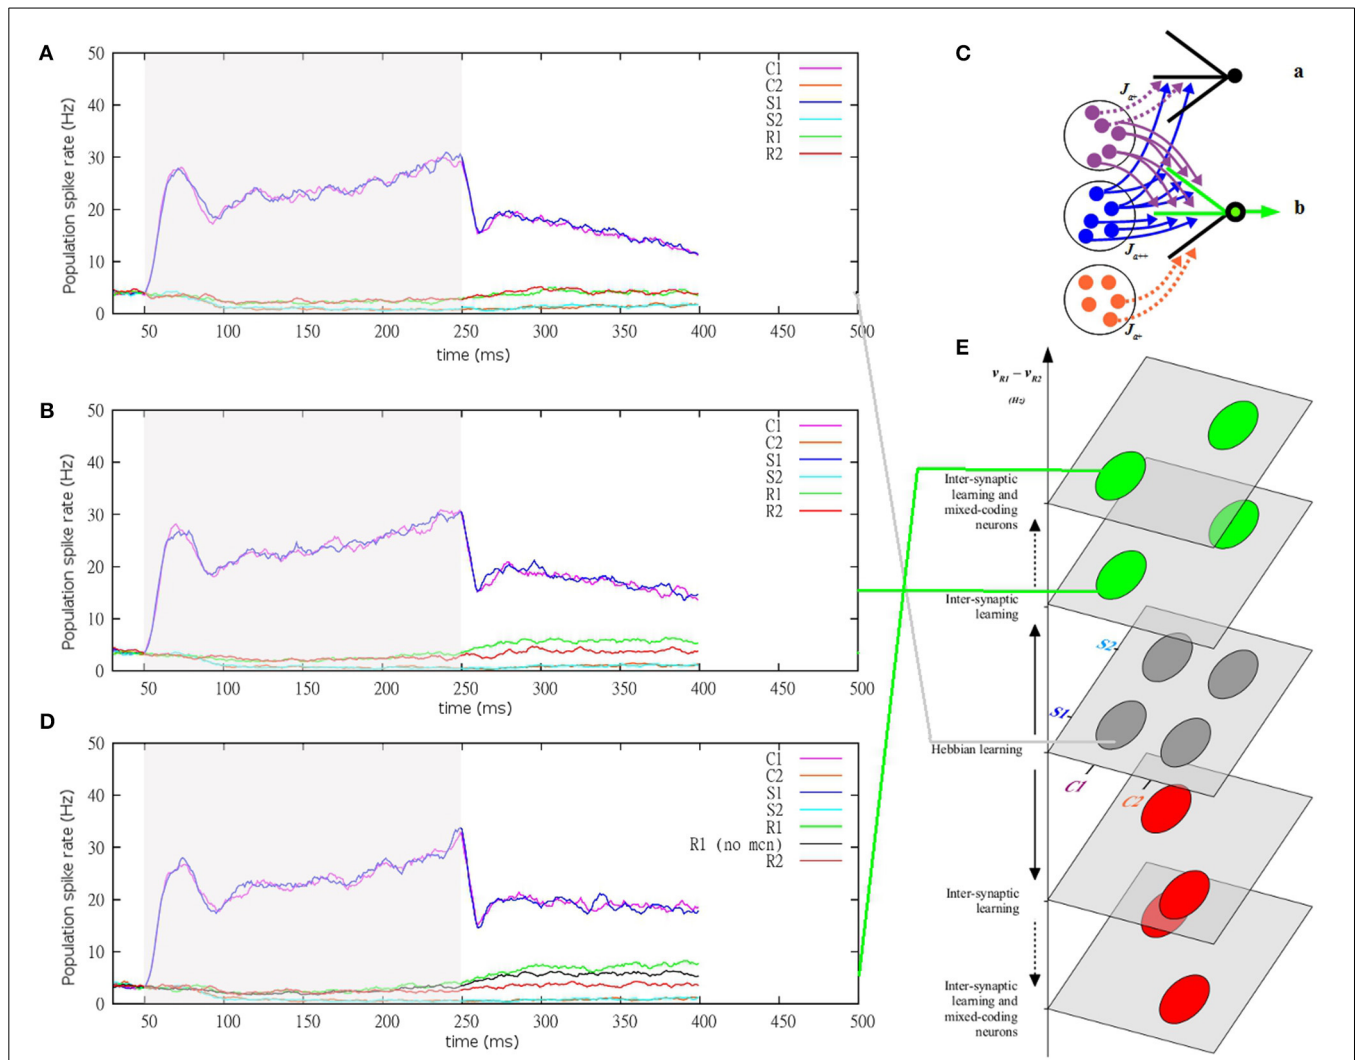 A
50
40
30
20
10
0
Population spike rate (Hz)
C1
C2
S1
S2
R1
R2
50 100 150 200 250 300 350 400 450 500
time (ms)
B
50
40
30
20
10
0
Population spike rate (Hz)
C1
C2
S1
S2
R1
R2
50 100 150 200 250 300 350 400 450 500
time (ms)
D
50
40
30
20
10
0
Population spike rate (Hz)
C1
C2
S1
S2
R1
R1 (no mcn)
R2
50 100 150 200 250 300 350 400 450 500
time (ms)
C
a
J a+
b
J a++
J a+
E
v R1 – v R2
(Hz)
Inter-synaptic
learning and
mixed-coding
neurons
Inter-synaptic
learning
S2
S1
Hebbian learning
C1
C2
Inter-synaptic
learning
Inter-synaptic
learning and
mixed-coding
neurons